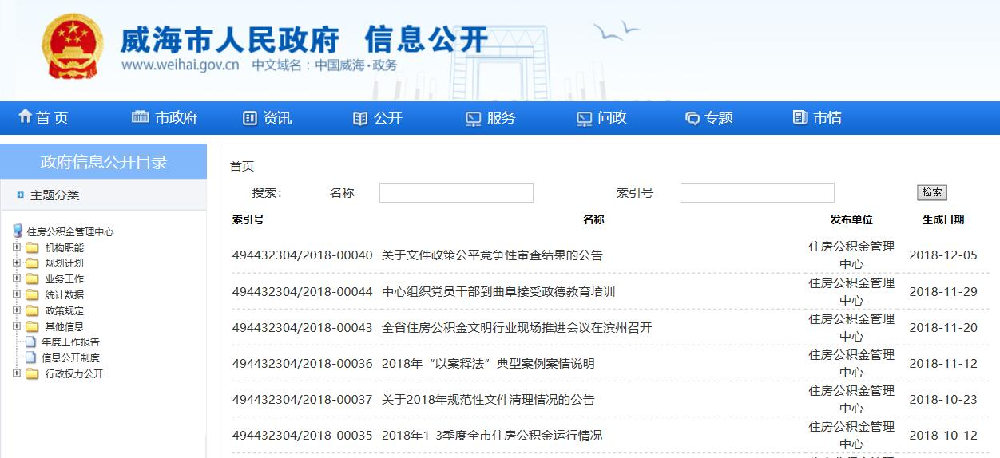 威海市人民政府 信息公开
www.weihai.gov.cn 中文域名：中国威海·政务
首页 市政府 资讯 公开 服务 问政 专题 市情
政府信息公开目录
主题分类
住房公积金管理中心
机构职能
规划计划
业务工作
统计数据
政策规定
其他信息
年度工作报告
信息公开制度
行政权力公开
首页
搜索： 名称 索引号 检索
索引号 名称 发布单位 生成日期
494432304/2018-00040 关于文件政策公平竞争性审查结果的公告 住房公积金管理中心 2018-12-05
494432304/2018-00044 中心组织党员干部到曲阜接受政德教育培训 住房公积金管理中心 2018-11-29
494432304/2018-00043 全省住房公积金文明行业现场推进会议在滨州召开 住房公积金管理中心 2018-11-20
494432304/2018-00036 2018年“以案释法”典型案例案情说明 住房公积金管理中心 2018-11-12
494432304/2018-00037 关于2018年规范性文件清理情况的公告 住房公积金管理中心 2018-10-23
494432304/2018-00035 2018年1-3季度全市住房公积金运行情况 住房公积金管理中心 2018-10-12